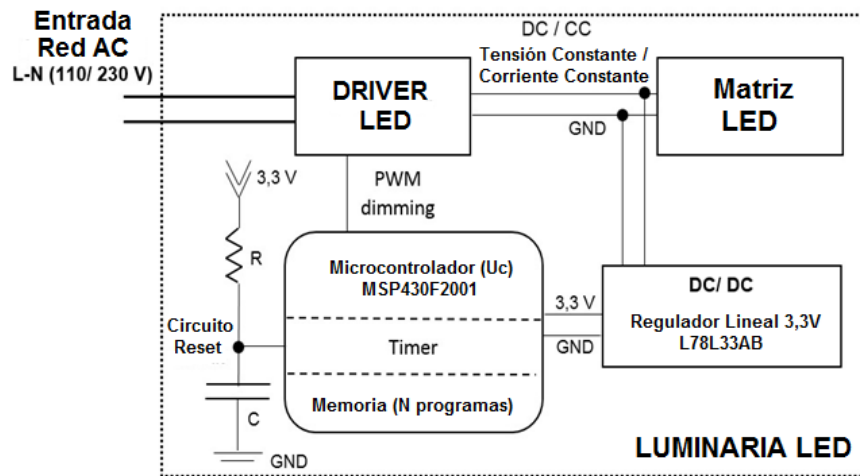 Entrada
Red AC
L-N (110/ 230 V)
DC / CC
Tensión Constante /
Corriente Constante
DRIVER
LED
GND
Matriz
LED
3,3 V
PWM
dimming
R
Microcontrolador (Uc)
MSP430F2001
3,3 V
GND
DC/ DC
Regulador Lineal 3,3V
L78L33AB
Circuito
Reset
Timer
Memoria (N programas)
C
GND
LUMINARIA LED